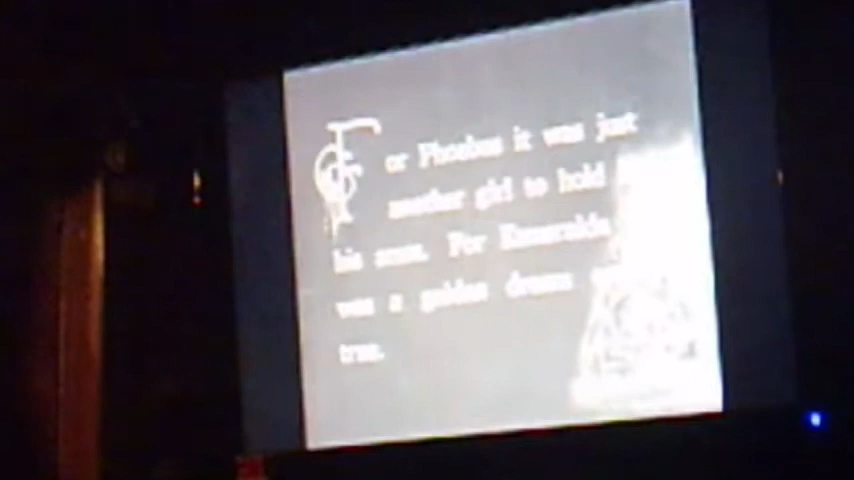 For Phoebus it was just
another girl to hold
his arms. For Esmeralda
was a golden dream
true.